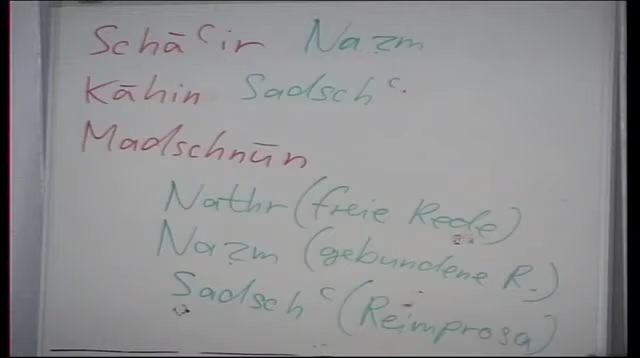 Schāʿir Naẓm
Kāhin Sadschʿ.
Madschnūn
Nathr (freie Rede)
Naẓm (gebundene R.)
Sadschʿ (Reimprosa)